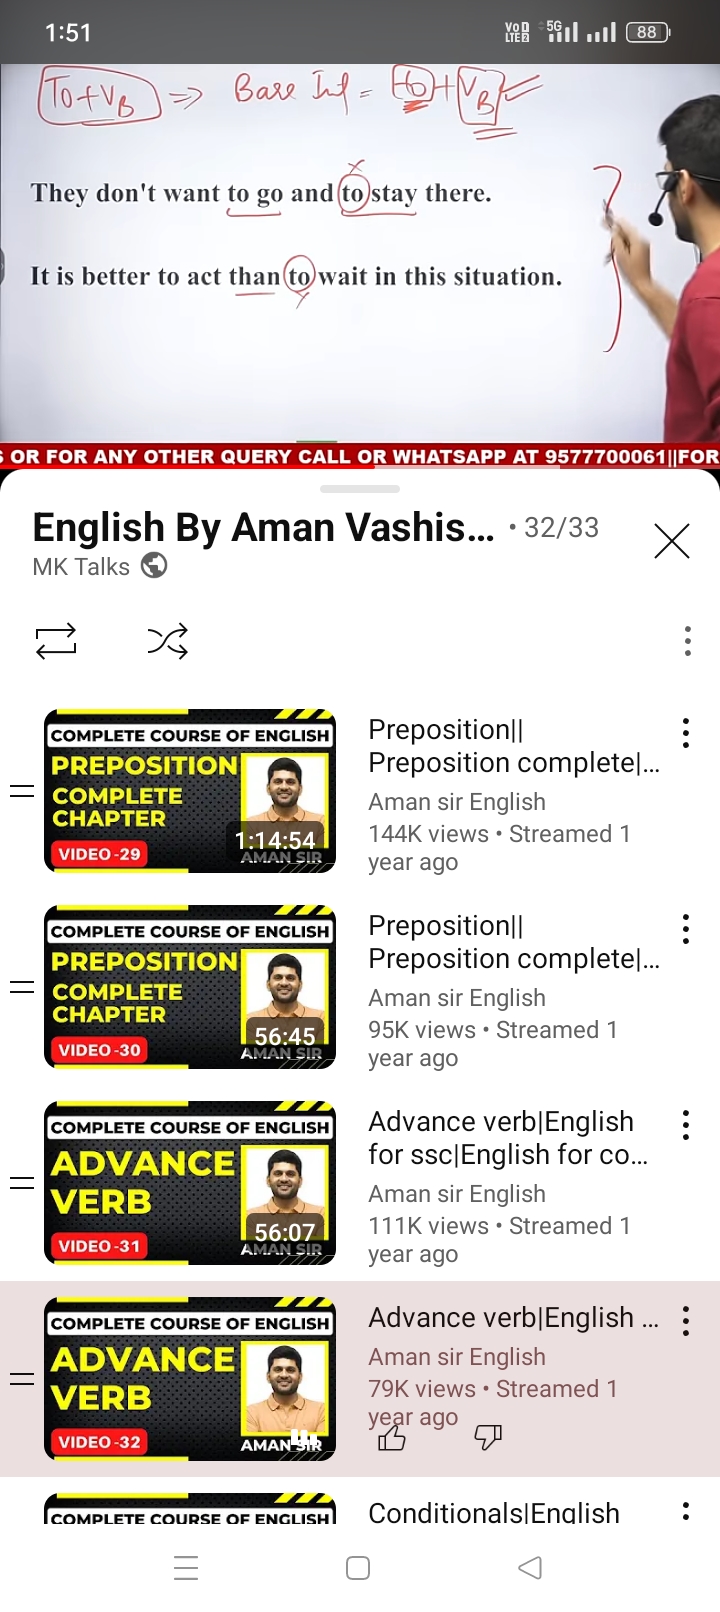 1:51
VoD LTE2 5G 88
To+VB => Base Inf = to + VB
They don't want to go and to stay there.
It is better to act than to wait in this situation.
S OR FOR ANY OTHER QUERY CALL OR WHATSAPP AT 9577700061||FOR
English By Aman Vashis... • 32/33
MK Talks
COMPLETE COURSE OF ENGLISH
PREPOSITION
COMPLETE
CHAPTER
VIDEO -29
1:14:54
AMAN SIR
Preposition||
Preposition complete|...
Aman sir English
144K views • Streamed 1
year ago
COMPLETE COURSE OF ENGLISH
PREPOSITION
COMPLETE
CHAPTER
VIDEO -30
56:45
AMAN SIR
Preposition||
Preposition complete|...
Aman sir English
95K views • Streamed 1
year ago
COMPLETE COURSE OF ENGLISH
ADVANCE
VERB
VIDEO -31
56:07
AMAN SIR
Advance verb|English
for ssc|English for co...
Aman sir English
111K views • Streamed 1
year ago
COMPLETE COURSE OF ENGLISH
ADVANCE
VERB
VIDEO -32
AMAN SIR
Advance verb|English ...
Aman sir English
79K views • Streamed 1
year ago
COMPLETE COURSE OF ENGLISH
Conditionals|English